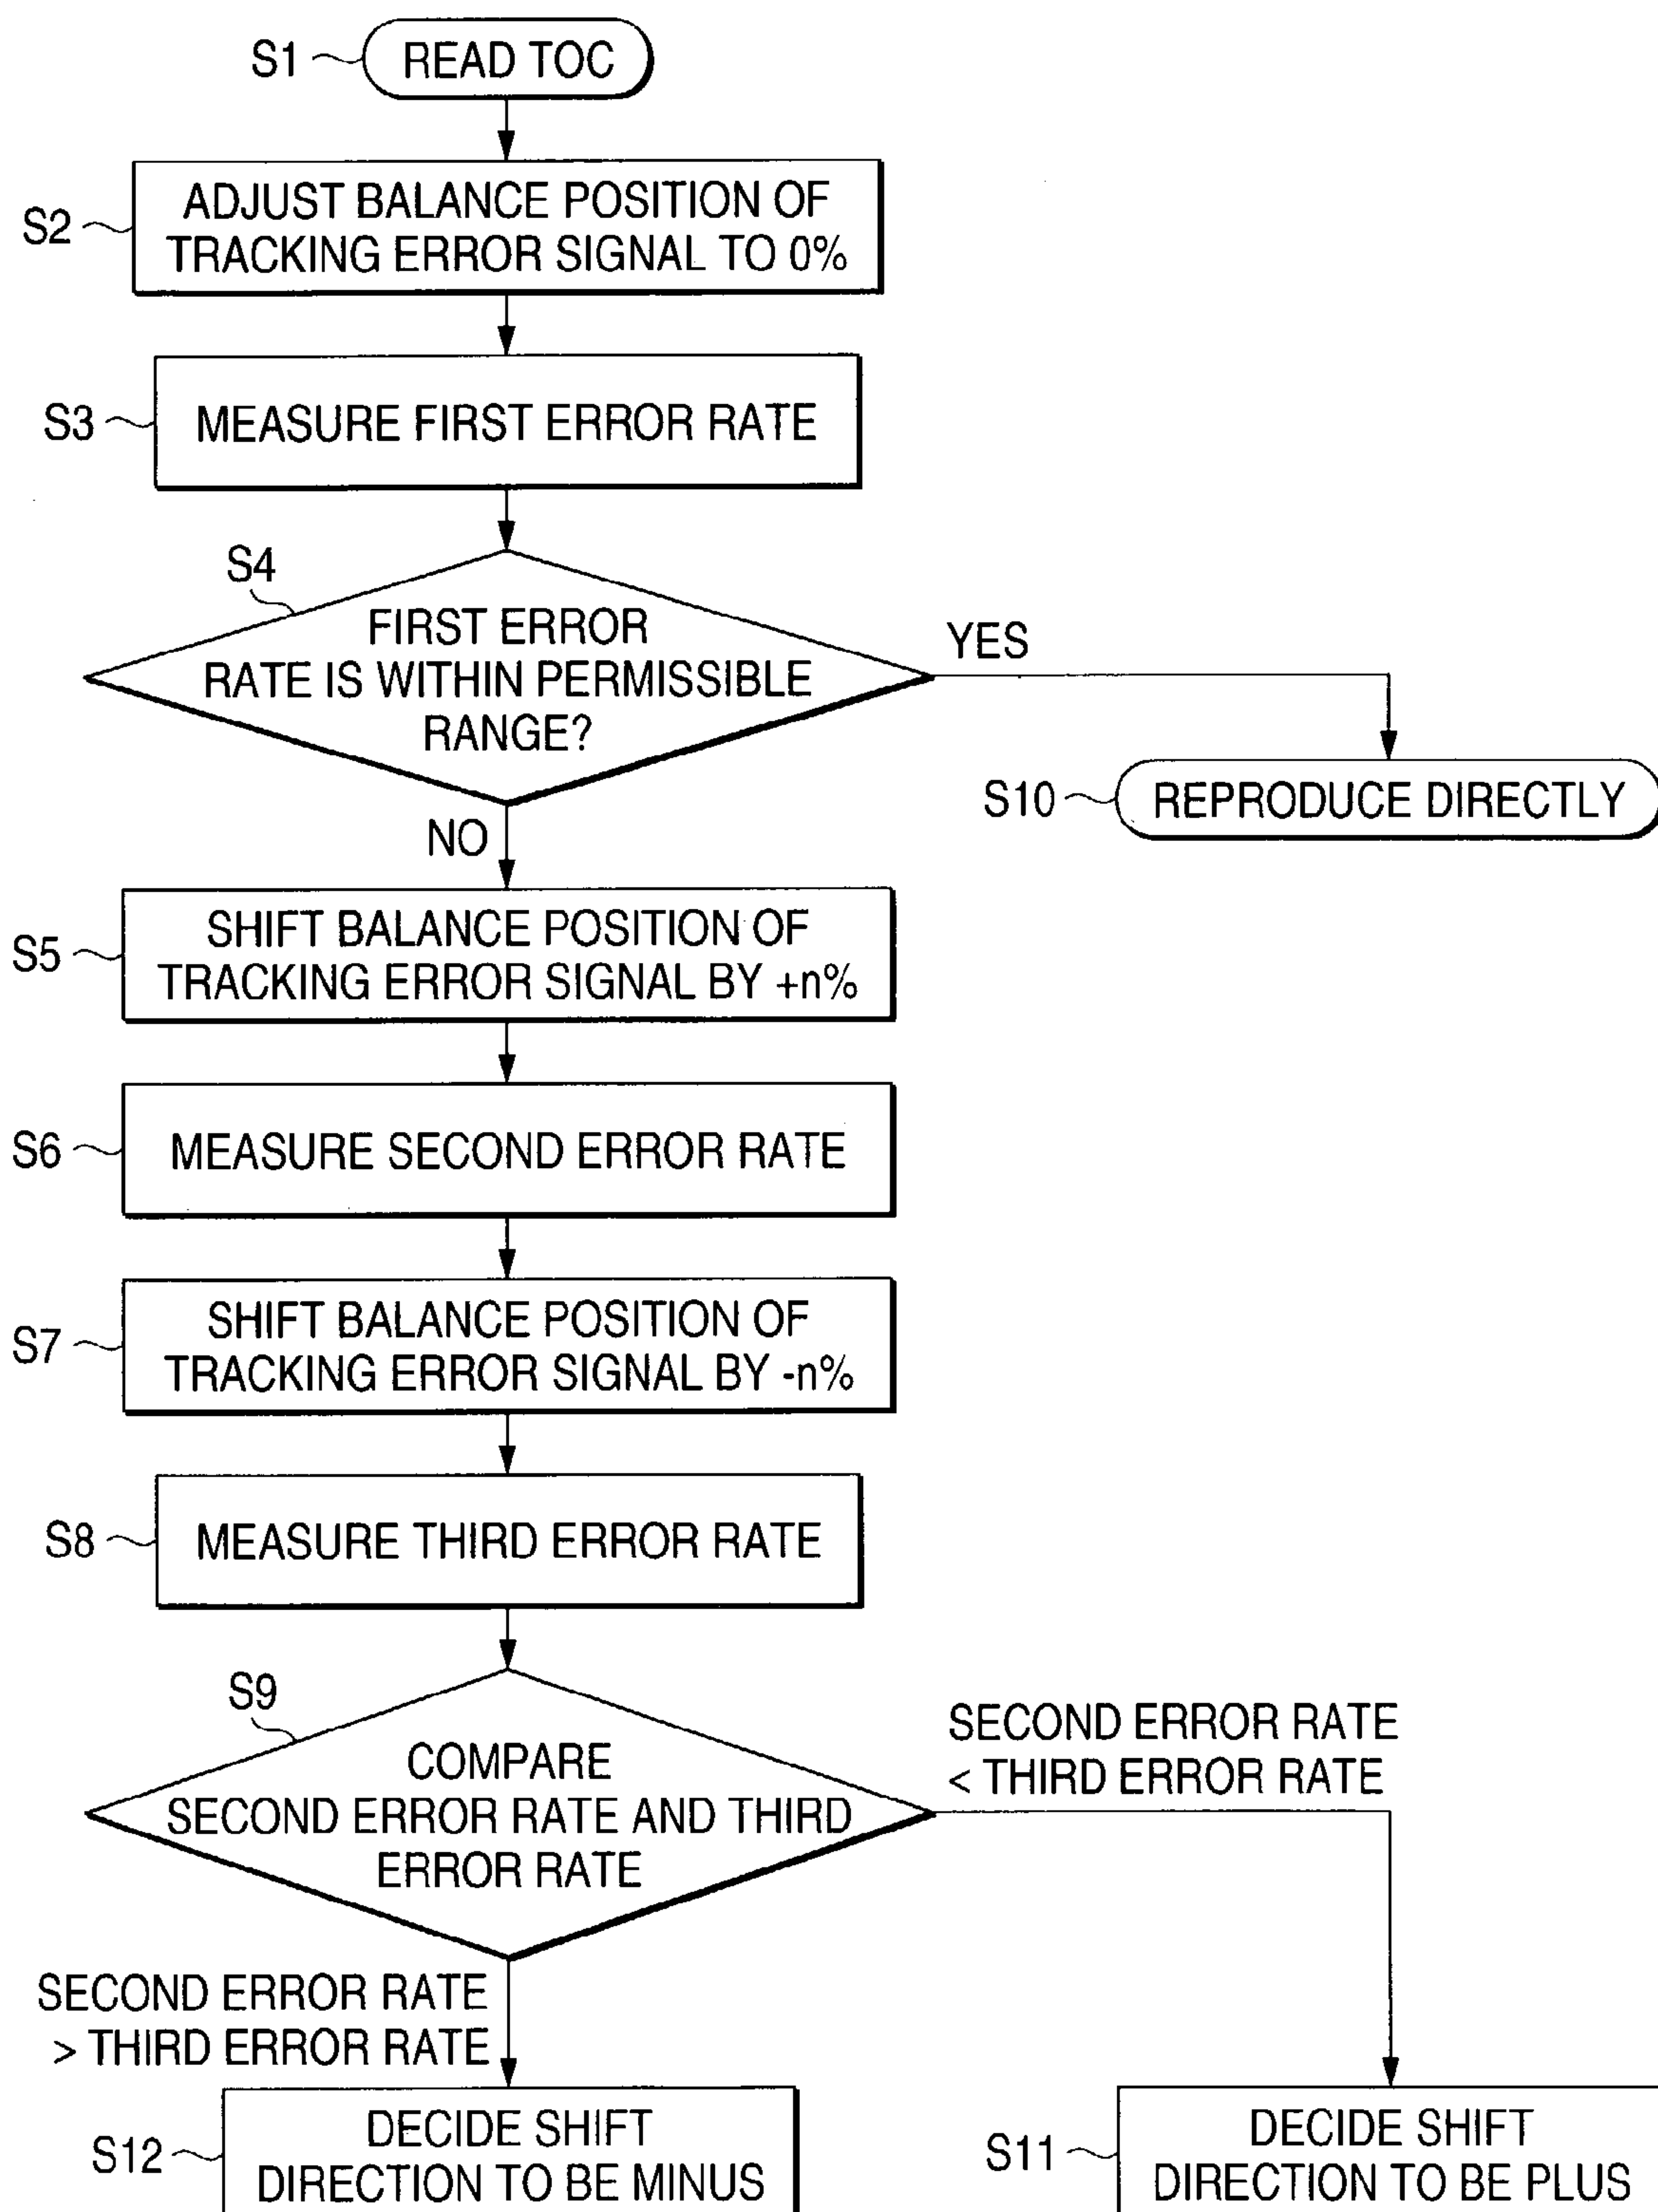 S1
READ TOC
S2
ADJUST BALANCE POSITION OF
TRACKING ERROR SIGNAL TO 0%
S3
MEASURE FIRST ERROR RATE
S4
FIRST ERROR
RATE IS WITHIN PERMISSIBLE
RANGE?
YES
S10
REPRODUCE DIRECTLY
NO
S5
SHIFT BALANCE POSITION OF
TRACKING ERROR SIGNAL BY +n%
S6
MEASURE SECOND ERROR RATE
S7
SHIFT BALANCE POSITION OF
TRACKING ERROR SIGNAL BY -n%
S8
MEASURE THIRD ERROR RATE
S9
COMPARE
SECOND ERROR RATE AND THIRD
ERROR RATE
SECOND ERROR RATE
< THIRD ERROR RATE
SECOND ERROR RATE
> THIRD ERROR RATE
S12
DECIDE SHIFT
DIRECTION TO BE MINUS
S11
DECIDE SHIFT
DIRECTION TO BE PLUS